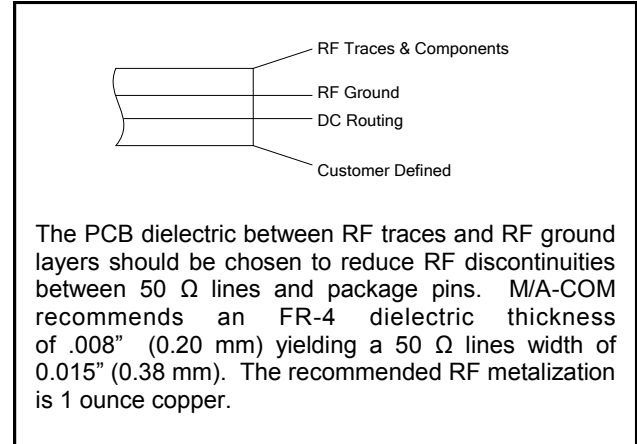 RF Traces & Components
RF Ground
DC Routing
Customer Defined
The PCB dielectric between RF traces and RF ground
layers should be chosen to reduce RF discontinuities
between 50 Ω lines and package pins. M/A-COM
recommends an FR-4 dielectric thickness
of .008” (0.20 mm) yielding a 50 Ω lines width of
0.015” (0.38 mm). The recommended RF metalization
is 1 ounce copper.